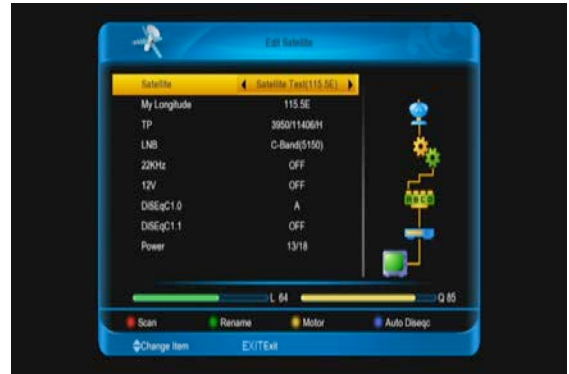 Edit Satellite
Satellite Satellite Test(115.5E)
My Longitude 115.5E
TP 3950/11406/H
LNB C-Band(5150)
22KHz OFF
12V OFF
DiSEqC1.0 A
DiSEqC1.1 OFF
Power 13/18
ABCD
L 64 Q 85
Scan Rename Motor Auto Diseqc
Change Item EXITExit